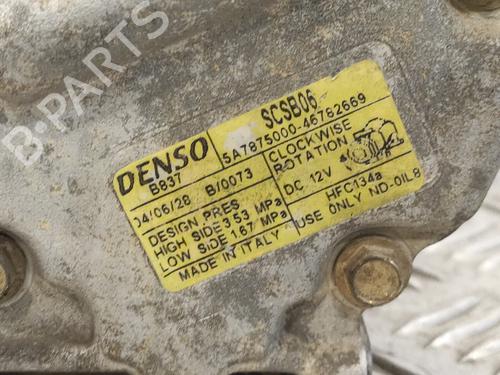 B-PARTS
DENSO
SCSB06
5A7875000-46782669
B837
CLOCKWISE
ROTATION
04/06/28 B/0073
DC 12V
DESIGN PRES
HIGH SIDE 3.53 MPa
LOW SIDE 1.67 MPa
HFC134a
USE ONLY ND-OIL8
MADE IN ITALY